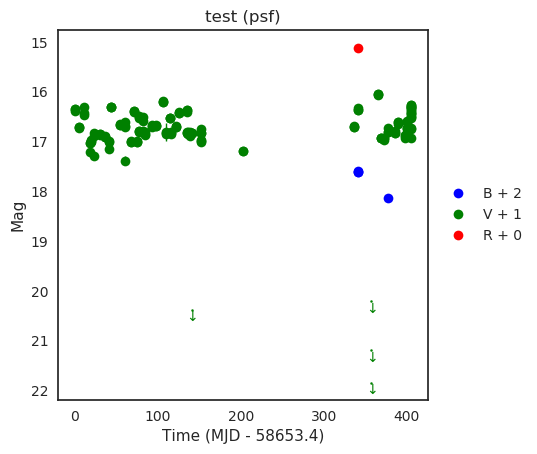 test (psf)
15
16
17
18
19
20
21
22
Mag
0
100
200
300
400
Time (MJD - 58653.4)
B + 2
V + 1
R + 0